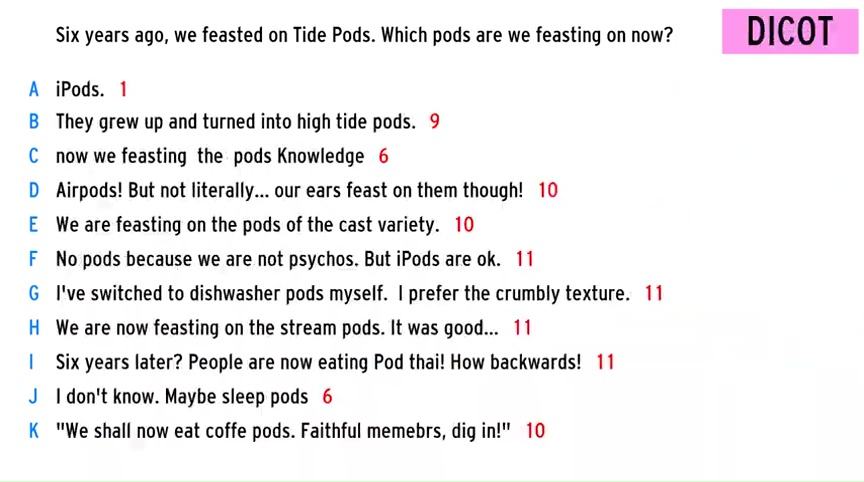 Six years ago, we feasted on Tide Pods. Which pods are we feasting on now?
DICOT
A iPods. 1
B They grew up and turned into high tide pods. 9
C now we feasting the pods Knowledge 6
D Airpods! But not literally... our ears feast on them though! 10
E We are feasting on the pods of the cast variety. 10
F No pods because we are not psychos. But iPods are ok. 11
G I've switched to dishwasher pods myself. I prefer the crumbly texture. 11
H We are now feasting on the stream pods. It was good... 11
I Six years later? People are now eating Pod thai! How backwards! 11
J I don't know. Maybe sleep pods 6
K "We shall now eat coffe pods. Faithful memebrs, dig in!" 10